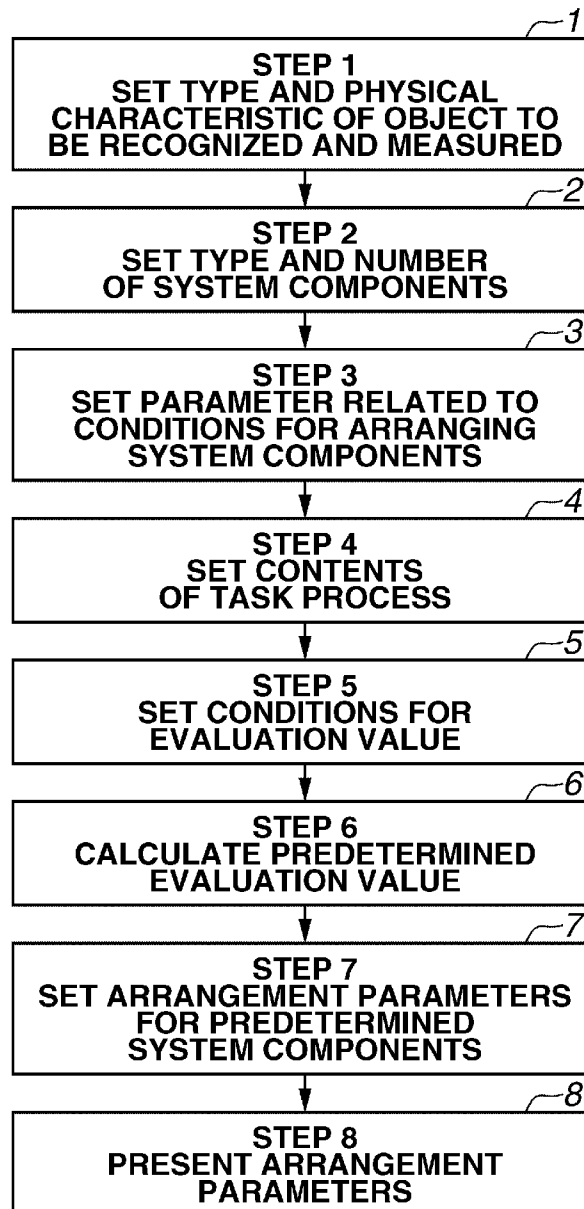 1
STEP 1
SET TYPE AND PHYSICAL
CHARACTERISTIC OF OBJECT TO
BE RECOGNIZED AND MEASURED
2
STEP 2
SET TYPE AND NUMBER
OF SYSTEM COMPONENTS
3
STEP 3
SET PARAMETER RELATED TO
CONDITIONS FOR ARRANGING
SYSTEM COMPONENTS
4
STEP 4
SET CONTENTS
OF TASK PROCESS
5
STEP 5
SET CONDITIONS FOR
EVALUATION VALUE
6
STEP 6
CALCULATE PREDETERMINED
EVALUATION VALUE
7
STEP 7
SET ARRANGEMENT PARAMETERS
FOR PREDETERMINED
SYSTEM COMPONENTS
8
STEP 8
PRESENT ARRANGEMENT
PARAMETERS